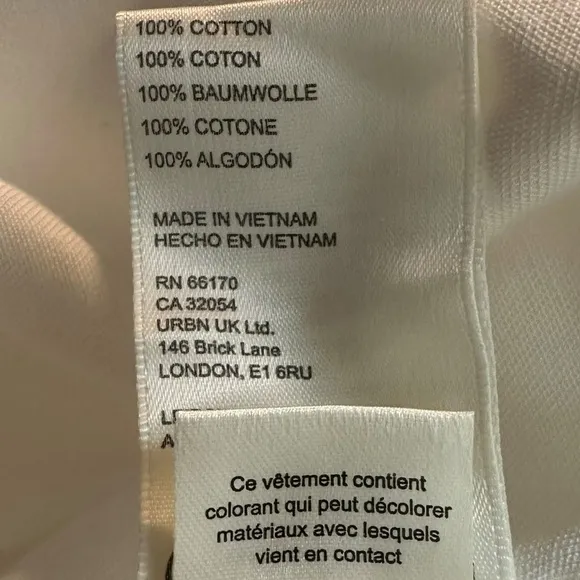 100% COTTON
100% COTON
100% BAUMWOLLE
100% COTONE
100% ALGODÓN
MADE IN VIETNAM
HECHO EN VIETNAM
RN 66170
CA 32054
URBN UK Ltd.
146 Brick Lane
LONDON, E1 6RU
Ce vêtement contient
colorant qui peut décolorer
matériaux avec lesquels
vient en contact